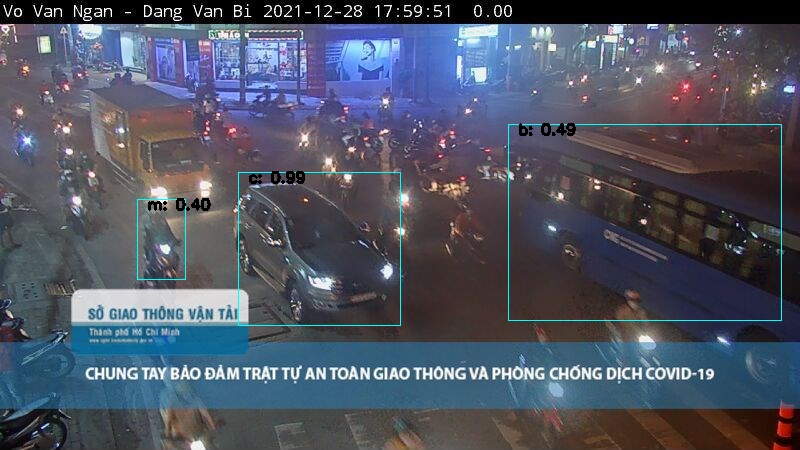 Vo Van Ngan - Dang Van Bi 2021-12-28 17:59:51 0.00
b: 0.49
c: 0.99
m: 0.40
SỞ GIAO THÔNG VẬN TẢI
Thành phố Hồ Chí Minh
CHUNG TAY BẢO ĐẢM TRẬT TỰ AN TOÀN GIAO THÔNG VÀ PHÒNG CHỐNG DỊCH COVID-19